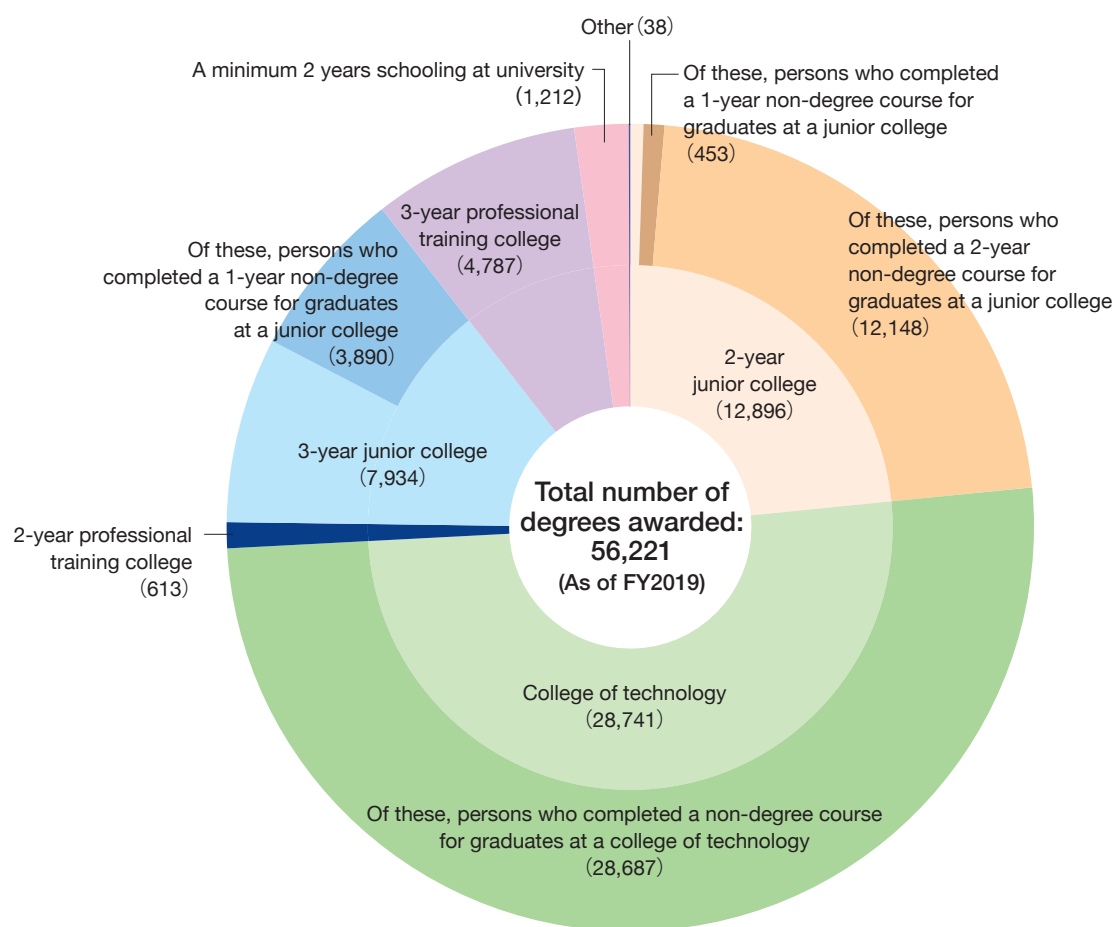 Other（38）
A minimum 2 years schooling at university
（1,212）
Of these, persons who completed
a 1-year non-degree course for
graduates at a junior college
（453）
3-year professional
training college
（4,787）
Of these, persons who
completed a 2-year
non-degree course for
graduates at a junior college
（12,148）
Of these, persons who
completed a 1-year non-degree
course for graduates
at a junior college
（3,890）
2-year
junior college
（12,896）
3-year junior college
（7,934）
Total number of
degrees awarded:
56,221
(As of FY2019)
2-year professional
training college
（613）
College of technology
（28,741）
Of these, persons who completed a non-degree course
for graduates at a college of technology
（28,687）